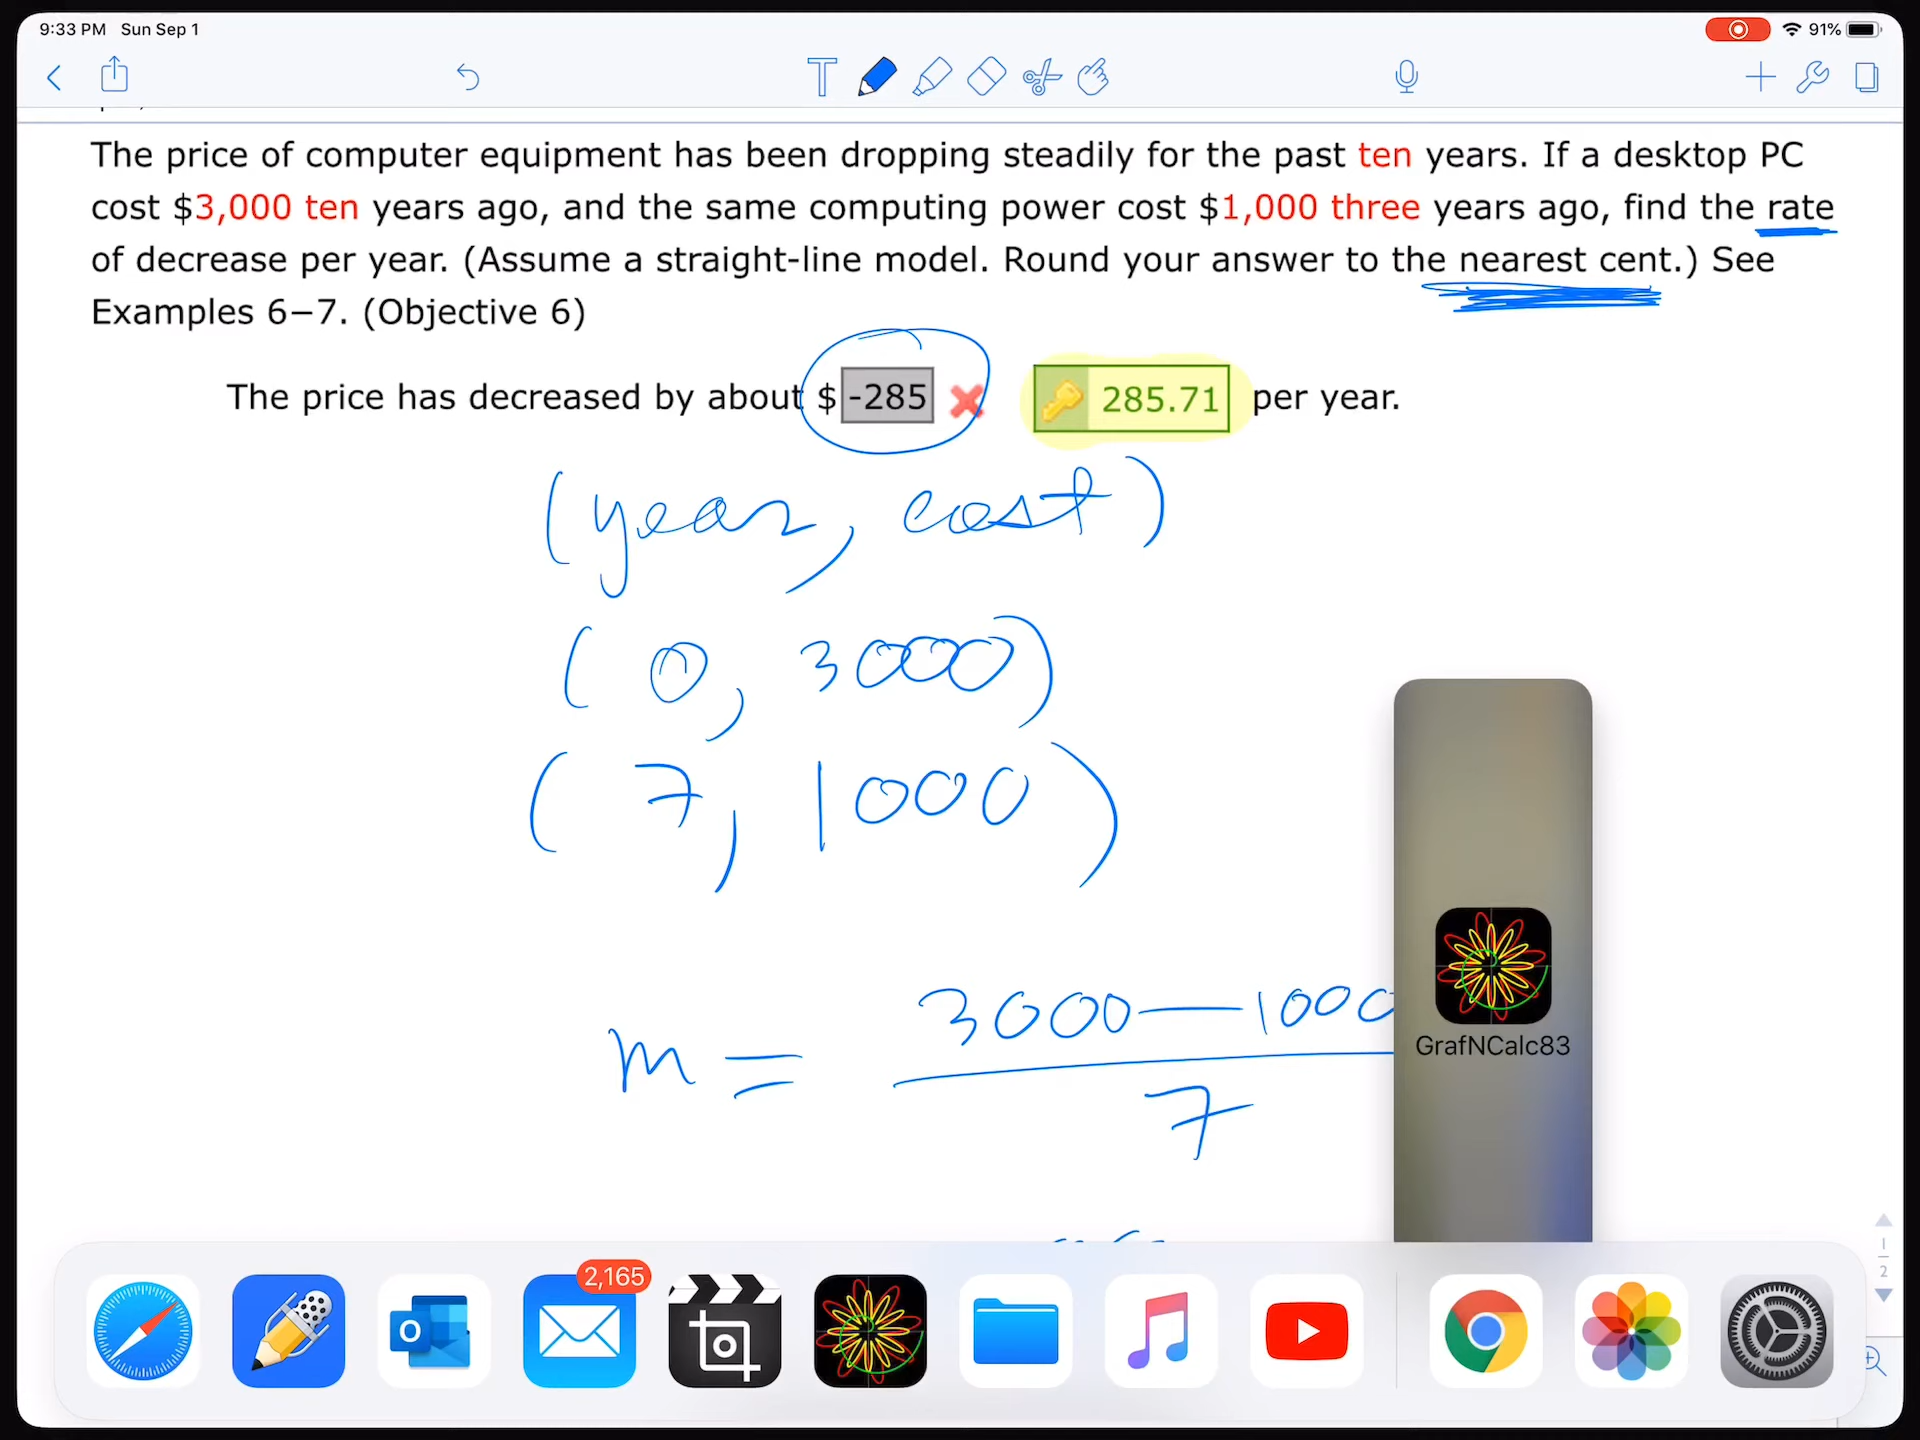 9:33 PM Sun Sep 1
91%
T
The price of computer equipment has been dropping steadily for the past ten years. If a desktop PC
cost $3,000 ten years ago, and the same computing power cost $1,000 three years ago, find the rate
of decrease per year. (Assume a straight-line model. Round your answer to the nearest cent.) See
Examples 6–7. (Objective 6)
The price has decreased by about $ -285 285.71 per year.
(year, cost)
(0, 3000)
(7, 1000)
m = 3000 — 1000
7
GrafNCalc83
1
2
2,165